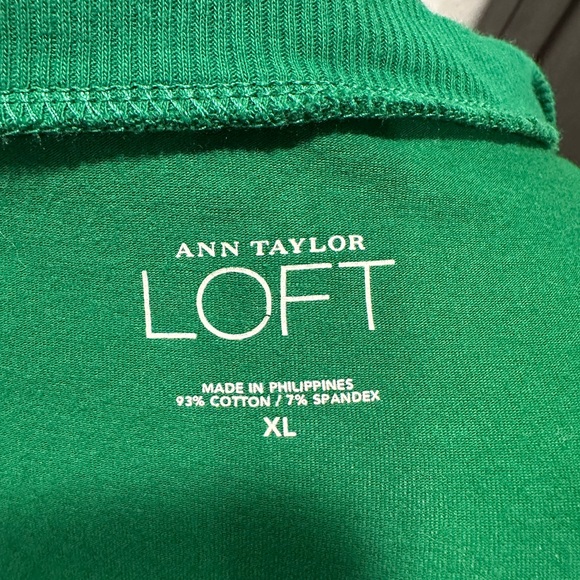 ANN TAYLOR
LOFT
MADE IN PHILIPPINES
93% COTTON / 7% SPANDEX
XL